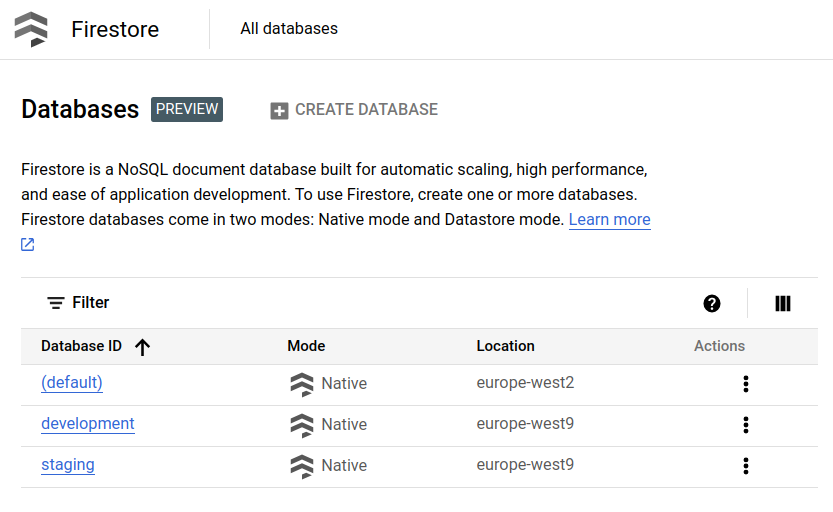 Firestore All databases
Databases PREVIEW CREATE DATABASE
Firestore is a NoSQL document database built for automatic scaling, high performance,
and ease of application development. To use Firestore, create one or more databases.
Firestore databases come in two modes: Native mode and Datastore mode. Learn more
Filter
Database ID Mode Location Actions
(default) Native europe-west2
development Native europe-west9
staging Native europe-west9